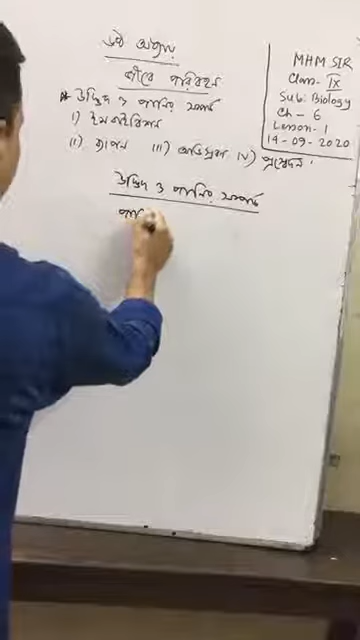 ৬ষ্ঠ অধ্যায়
জীবে পরিবহন
* উদ্ভিদ ও পানির সম্পর্ক
i) ইমবাইবিশন
ii) ব্যাপন iii) অভিস্রবণ iv) প্রস্বেদন
MHM SIR
Class- IX
Sub: Biology
Ch - 6
Lesson- 1
14-09-2020
উদ্ভিদ ও পানির সম্পর্ক
পানি